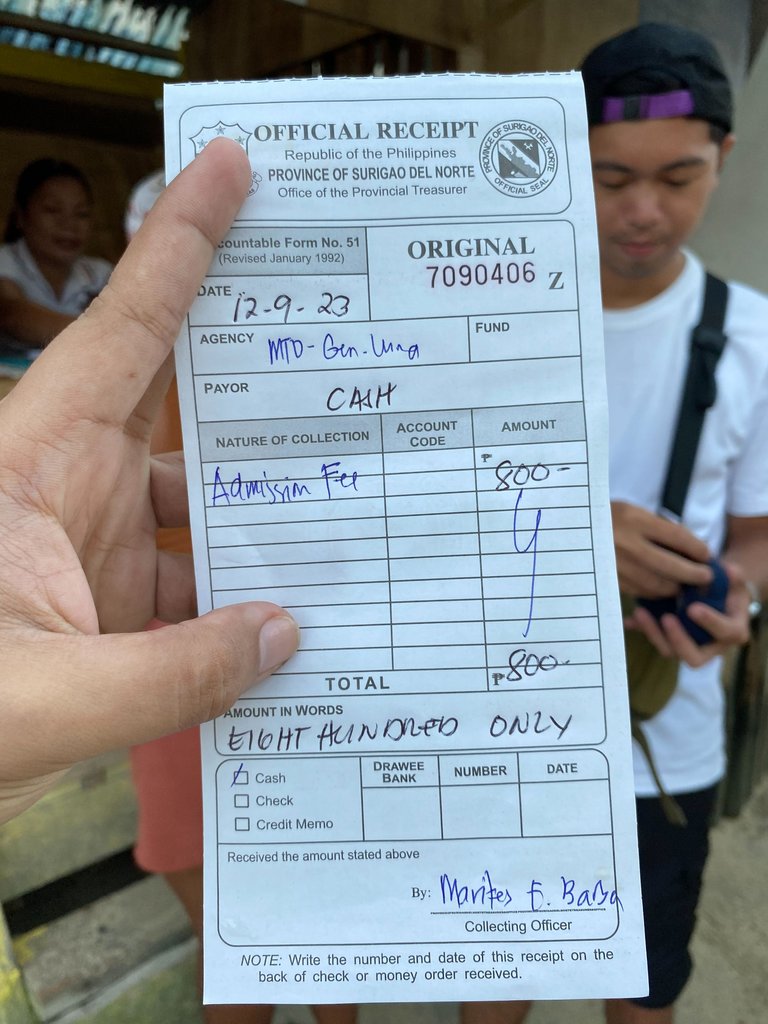 OFFICIAL RECEIPT
Republic of the Philippines
PROVINCE OF SURIGAO DEL NORTE
Office of the Provincial Treasurer
PROVINCE OF SURIGAO DEL NORTE
OFFICIAL SEAL
countable Form No. 51
(Revised January 1992)
ORIGINAL
7090406 Z
DATE 12-9-23
AGENCY MTO-Gen-Luna
FUND
PAYOR CASH
NATURE OF COLLECTION ACCOUNT CODE AMOUNT
Admission Fee ₱ 800-
TOTAL ₱ 800-
AMOUNT IN WORDS
EIGHT HUNDRED ONLY
Cash
Check
Credit Memo
DRAWEE BANK NUMBER DATE
Received the amount stated above
By: Marites E. BaBa
Collecting Officer
NOTE: Write the number and date of this receipt on the
back of check or money order received.